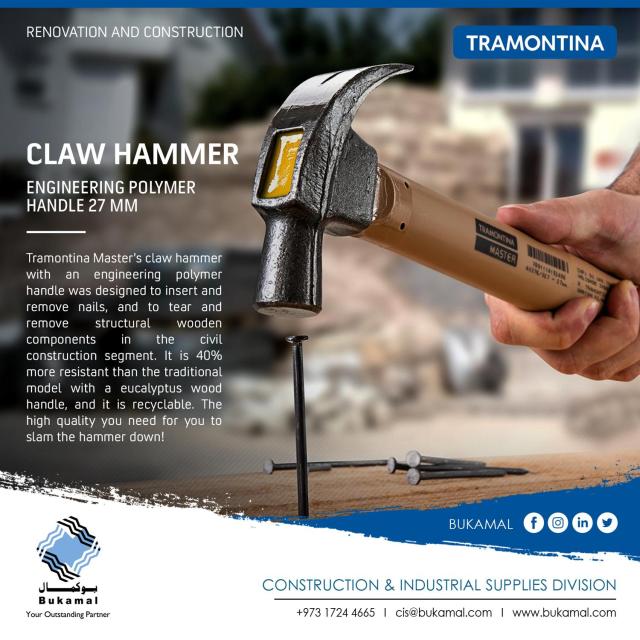 RENOVATION AND CONSTRUCTION
TRAMONTINA
CLAW HAMMER
ENGINEERING POLYMER
HANDLE 27 MM
Tramontina Master's claw hammer
with an engineering polymer
handle was designed to insert and
remove nails, and to tear and
remove structural wooden
components in the civil
construction segment. It is 40%
more resistant than the traditional
model with a eucalyptus wood
handle, and it is recyclable. The
high quality you need for you to
slam the hammer down!
TRAMONTINA
MASTER
BUKAMAL
بوكمال
Bukamal
Your Outstanding Partner
CONSTRUCTION & INDUSTRIAL SUPPLIES DIVISION
+973 1724 4665 | cis@bukamal.com | www.bukamal.com